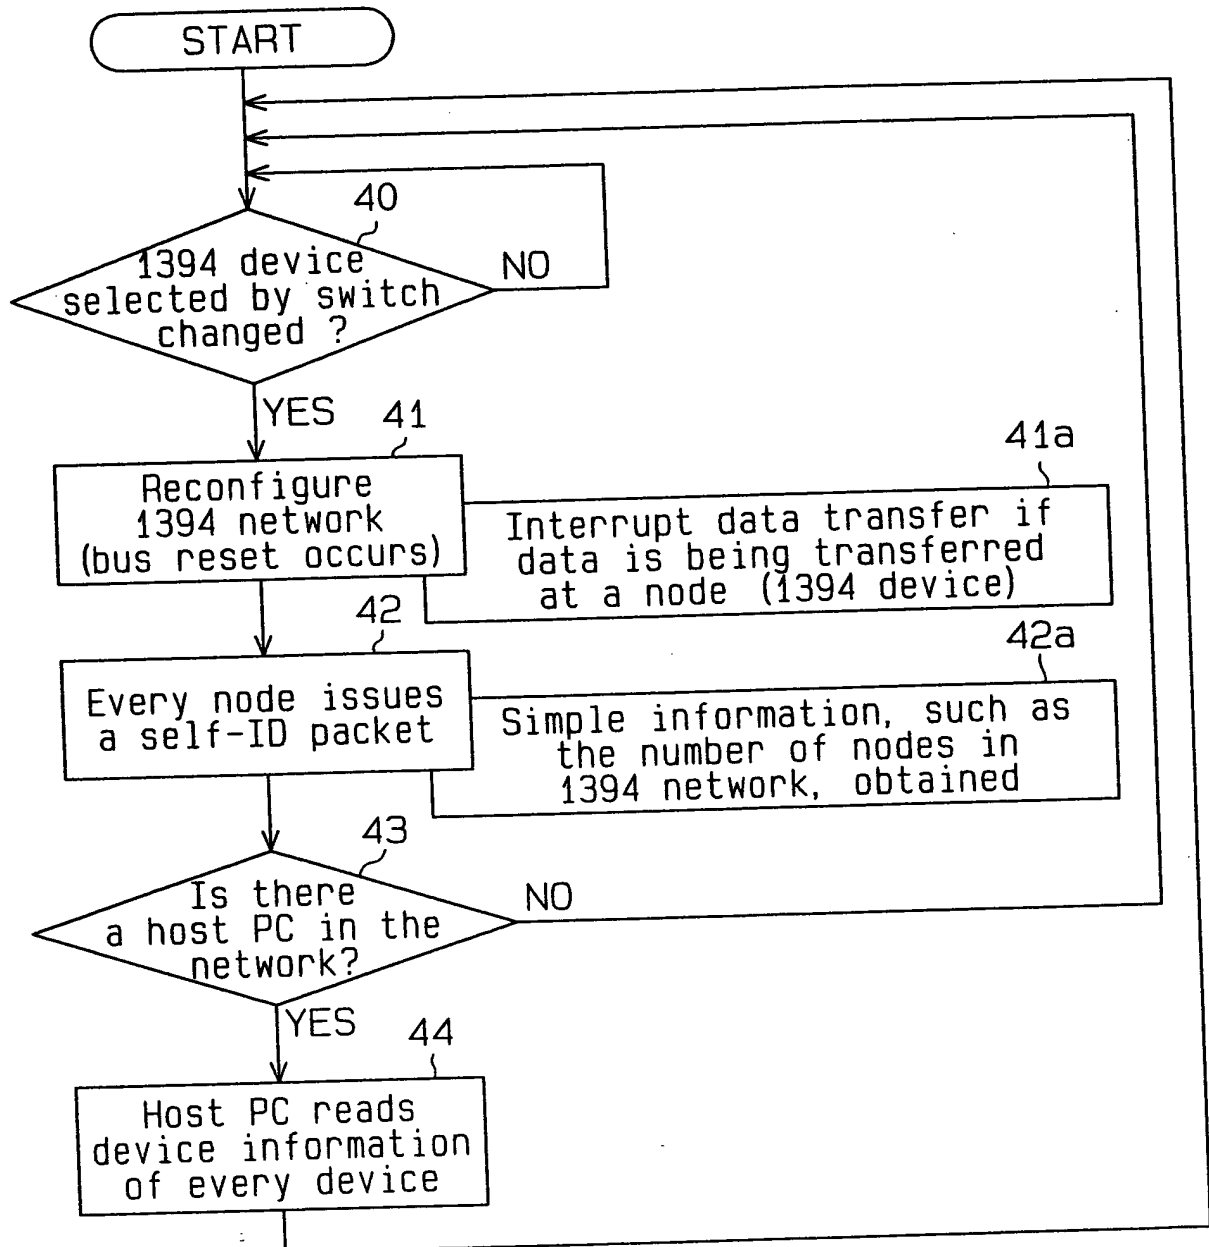 START
40
1394 device
selected by switch
changed ?
NO
YES
41
Reconfigure
1394 network
(bus reset occurs)
41a
Interrupt data transfer if
data is being transferred
at a node (1394 device)
42
Every node issues
a self-ID packet
42a
Simple information, such as
the number of nodes in
1394 network, obtained
43
Is there
a host PC in the
network?
NO
YES
44
Host PC reads
device information
of every device